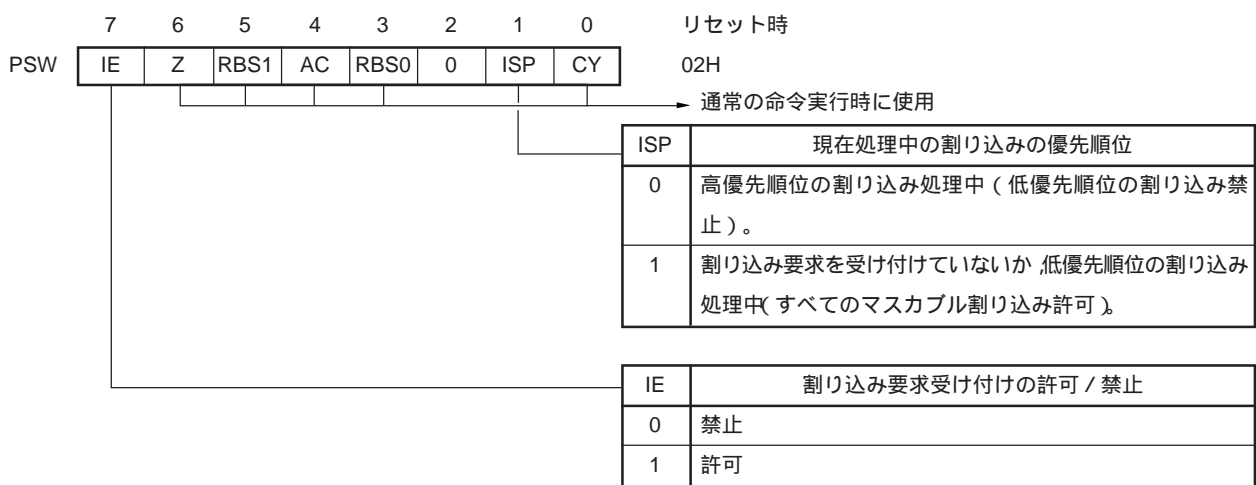 7 6 5 4 3 2 1 0 リセット時
PSW IE Z RBS1 AC RBS0 0 ISP CY 02H
通常の命令実行時に使用
ISP 現在処理中の割り込みの優先順位
0 高優先順位の割り込み処理中(低優先順位の割り込み禁
止)。
1 割り込み要求を受け付けていないか,低優先順位の割り込み
処理中(すべてのマスカブル割り込み許可)。
IE 割り込み要求受け付けの許可/禁止
0 禁止
1 許可